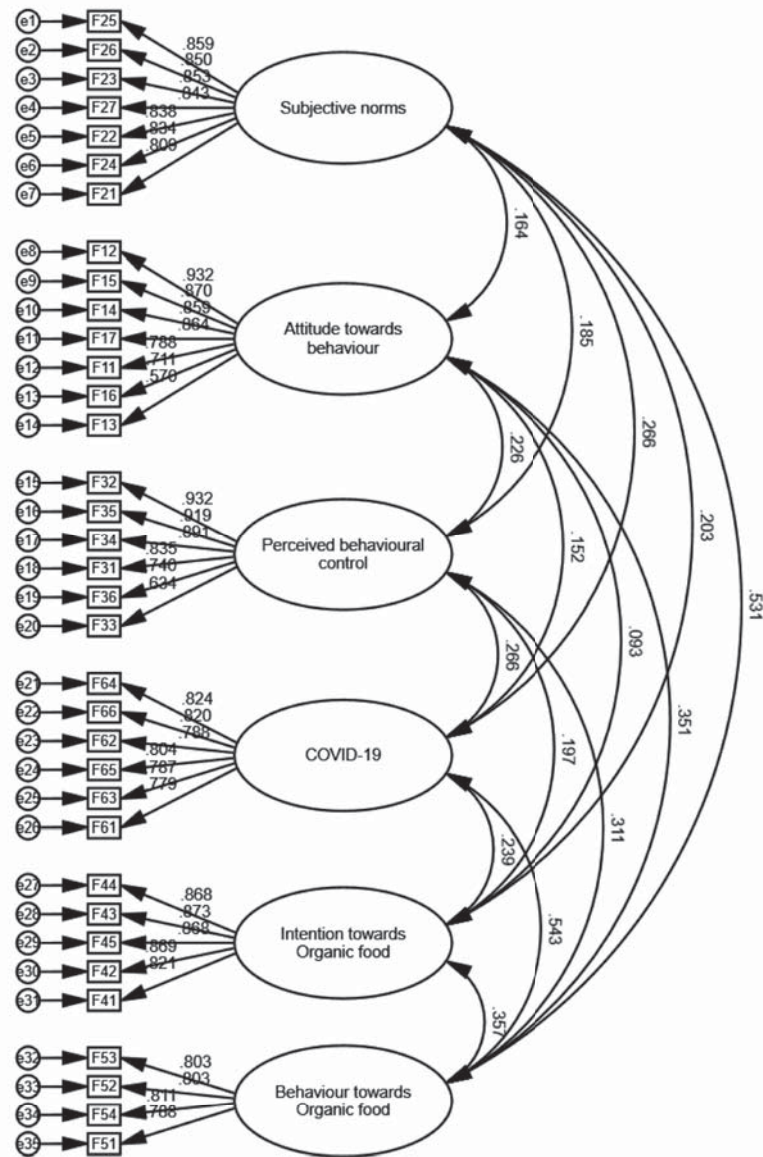 e1 F25
.859
e2 F26
.850
e3 F23
.853
e4 F27
.843
Subjective norms
e5 F22
.838
.834
e6 F24
.809
e7 F21
.164
e8 F12
.932
e9 F15
.870
e10 F14
.859
e11 F17
.864
Attitude towards
behaviour
.185
e12 F11
.788
.711
e13 F16
.570
e14 F13
.226
.266
e15 F32
.932
e16 F35
.919
e17 F34
.891
Perceived behavioural
control
.203
e18 F31
.835
.740
e19 F36
.634
e20 F33
.152
.531
.093
.266
e21 F64
.824
e22 F66
.820
e23 F62
.788
.351
e24 F65
.804
COVID-19
.197
e25 F63
.787
.779
e26 F61
.311
.239
e27 F44
.868
e28 F43
.873
.868
e29 F45
Intention towards
Organic food
.543
e30 F42
.869
.821
e31 F41
.357
e32 F53
.803
e33 F52
.803
Behaviour towards
Organic food
e34 F54
.811
.788
e35 F51